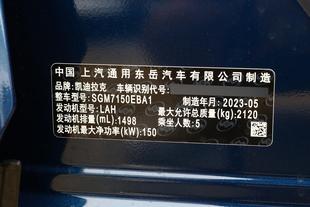 中国 上汽通用东岳汽车有限公司制造
品牌: 凯迪拉克 车辆识别代号:
整车型号: SGM7150EBA1 制造年月: 2023-05
发动机型号: LAH 最大允许总质量(kg): 2120
发动机排量(mL): 1498 乘坐人数: 5
发动机最大净功率(kW): 150